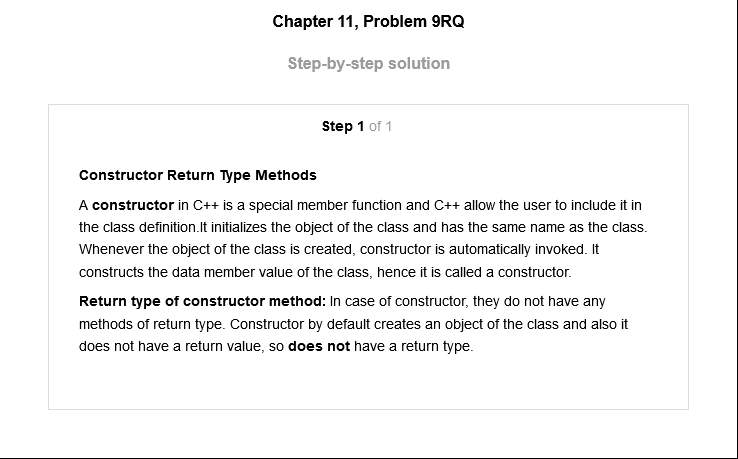 Chapter 11, Problem 9RQ
Step-by-step solution
Step 1 of 1
Constructor Return Type Methods
A constructor in C++ is a special member function and C++ allow the user to include it in
the class definition.It initializes the object of the class and has the same name as the class.
Whenever the object of the class is created, constructor is automatically invoked. It
constructs the data member value of the class, hence it is called a constructor.
Return type of constructor method: In case of constructor, they do not have any
methods of return type. Constructor by default creates an object of the class and also it
does not have a return value, so does not have a return type.